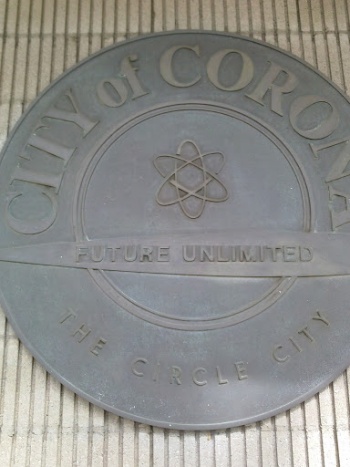 CITY of CORONA
FUTURE UNLIMITED
THE CIRCLE CITY